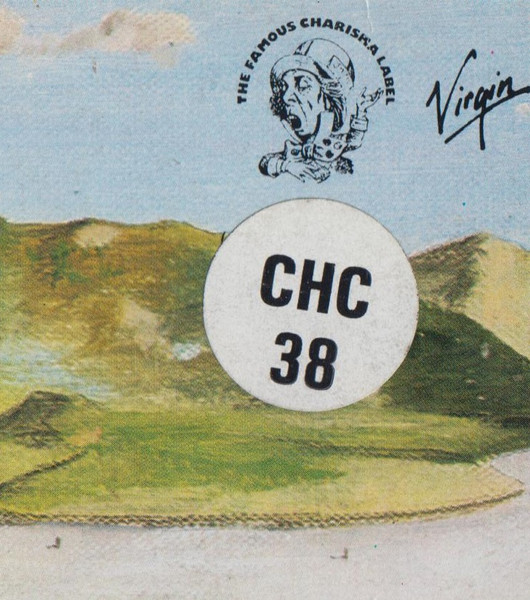 THE FAMOUS CHARISMA LABEL
Virgin
CHC
38